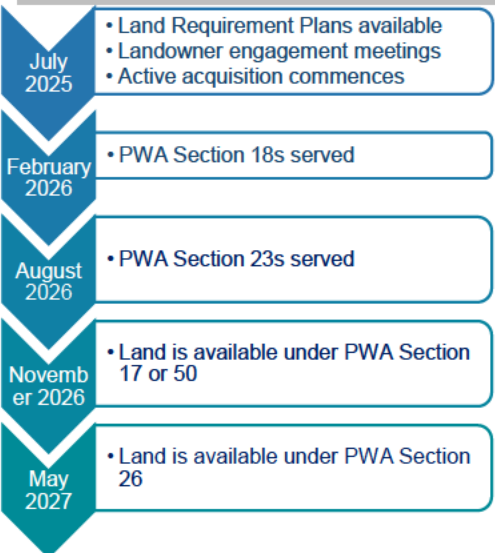 July
2025
• Land Requirement Plans available
• Landowner engagement meetings
• Active acquisition commences
February
2026
• PWA Section 18s served
August
2026
• PWA Section 23s served
Novemb
er 2026
• Land is available under PWA Section
17 or 50
May
2027
• Land is available under PWA Section
26